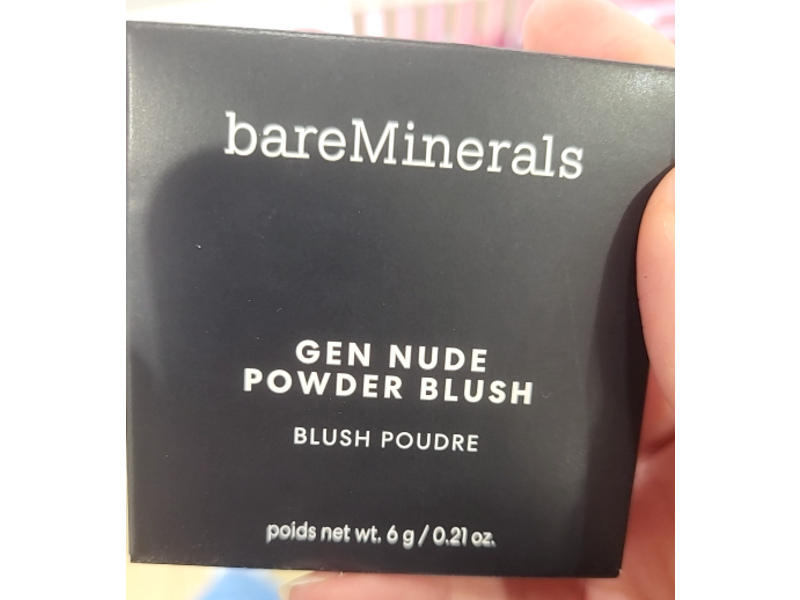 bareMinerals
GEN NUDE
POWDER BLUSH
BLUSH POUDRE
poids net wt. 6 g / 0.21 oz.